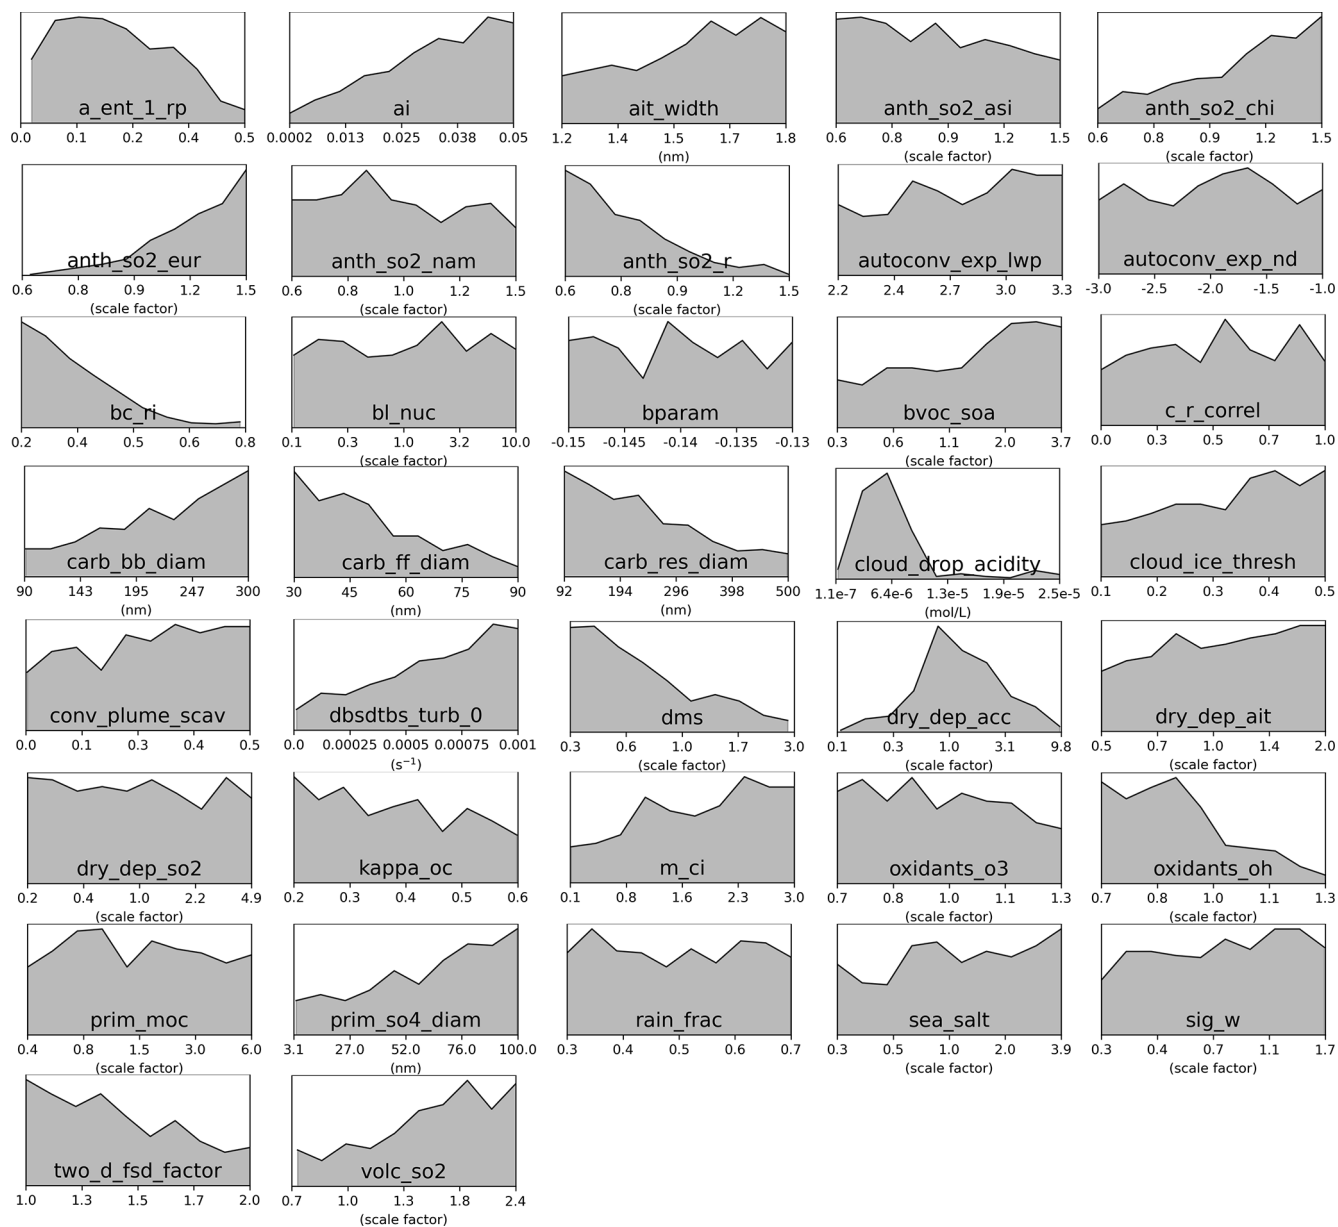 a_ent_1_rp
0.0 0.1 0.2 0.4 0.5
ai
0.0002 0.013 0.025 0.038 0.05
ait_width
1.2 1.4 1.5 1.7 1.8
(nm)
anth_so2_asi
0.6 0.8 0.9 1.2 1.5
(scale factor)
anth_so2_chi
0.6 0.8 0.9 1.2 1.5
(scale factor)
anth_so2_eur
0.6 0.8 0.9 1.2 1.5
(scale factor)
anth_so2_nam
0.6 0.8 1.0 1.2 1.5
(scale factor)
anth_so2_r
0.6 0.8 0.9 1.2 1.5
(scale factor)
autoconv_exp_lwp
2.2 2.4 2.7 3.0 3.3
autoconv_exp_nd
-3.0 -2.5 -2.0 -1.5 -1.0
bc_ri
0.2 0.4 0.5 0.6 0.8
bl_nuc
0.1 0.3 1.0 3.2 10.0
(scale factor)
bparam
-0.15 -0.145 -0.14 -0.135 -0.13
bvoc_soa
0.3 0.6 1.1 2.0 3.7
(scale factor)
c_r_correl
0.0 0.3 0.5 0.7 1.0
carb_bb_diam
90 143 195 247 300
(nm)
carb_ff_diam
30 45 60 75 90
(nm)
carb_res_diam
92 194 296 398 500
(nm)
cloud_drop_acidity
1.1e-7 6.4e-6 1.3e-5 1.9e-5 2.5e-5
(mol/L)
cloud_ice_thresh
0.1 0.2 0.3 0.4 0.5
conv_plume_scav
0.0 0.1 0.3 0.4 0.5
dbsdtbs_turb_0
0.0 0.00025 0.0005 0.00075 0.001
(s⁻¹)
dms
0.3 0.6 1.0 1.7 3.0
(scale factor)
dry_dep_acc
0.1 0.3 1.0 3.1 9.8
(scale factor)
dry_dep_ait
0.5 0.7 1.0 1.4 2.0
(scale factor)
dry_dep_so2
0.2 0.4 1.0 2.2 4.9
(scale factor)
kappa_oc
0.2 0.3 0.4 0.5 0.6
m_ci
0.1 0.8 1.6 2.3 3.0
oxidants_o3
0.7 0.8 1.0 1.1 1.3
(scale factor)
oxidants_oh
0.7 0.8 1.0 1.1 1.3
(scale factor)
prim_moc
0.4 0.8 1.5 3.0 6.0
(scale factor)
prim_so4_diam
3.1 27.0 52.0 76.0 100.0
(nm)
rain_frac
0.3 0.4 0.5 0.6 0.7
sea_salt
0.3 0.5 1.0 2.0 3.9
(scale factor)
sig_w
0.3 0.4 0.7 1.1 1.7
(scale factor)
two_d_fsd_factor
1.0 1.3 1.5 1.8 2.0
volc_so2
0.7 1.0 1.3 1.8 2.4
(scale factor)